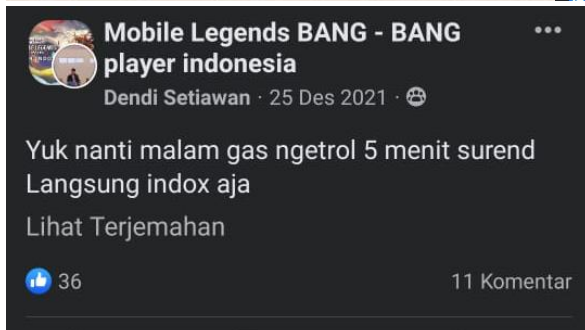 Mobile Legends BANG - BANG
player indonesia
Dendi Setiawan · 25 Des 2021 ·
Yuk nanti malam gas ngetrol 5 menit surend
Langsung indox aja
Lihat Terjemahan
36
11 Komentar